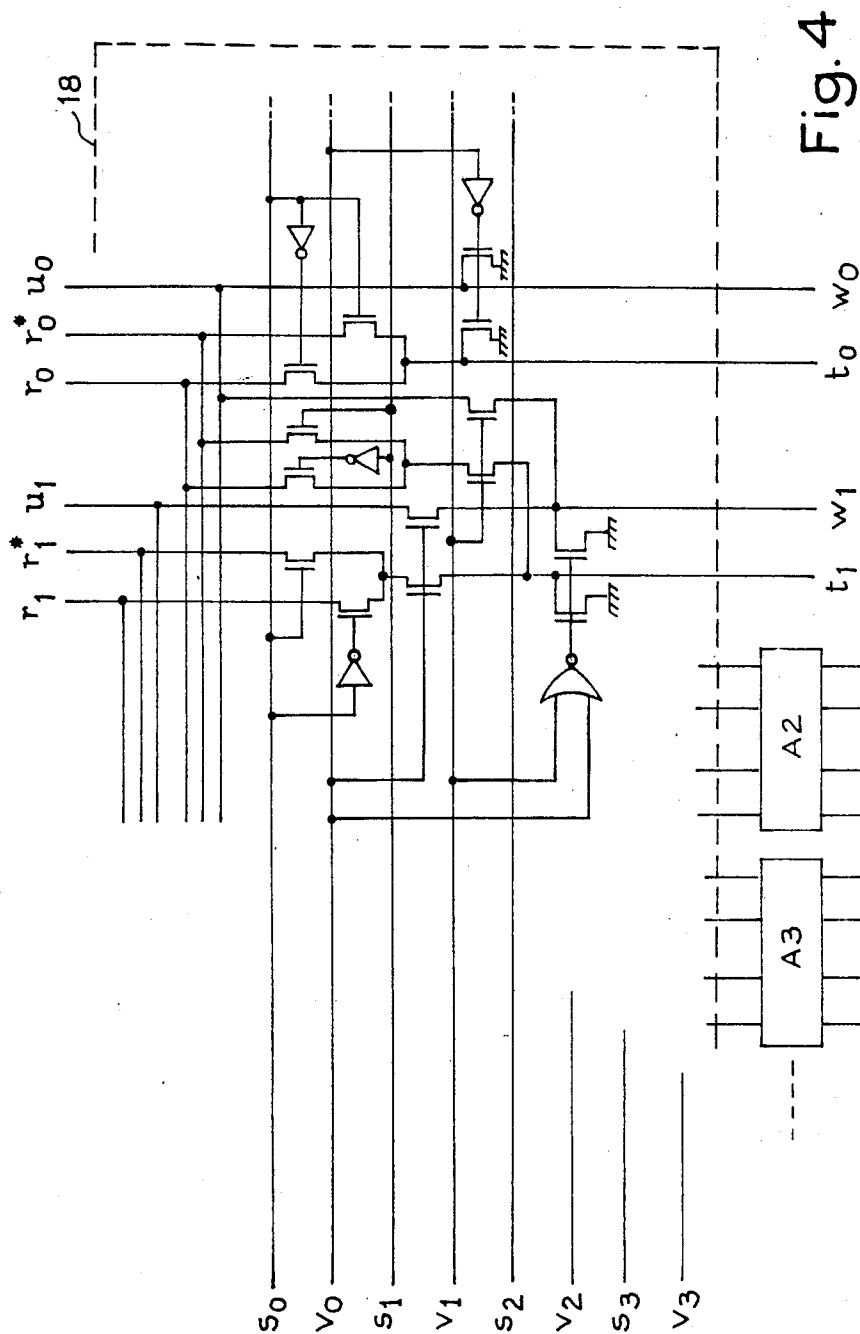 18
r₁ r₁* u₁ r₀ r₀* u₀
s₀
v₀
s₁
v₁
s₂
v₂
s₃
v₃
t₁ w₁ t₀ w₀
A3
A2
Fig. 4